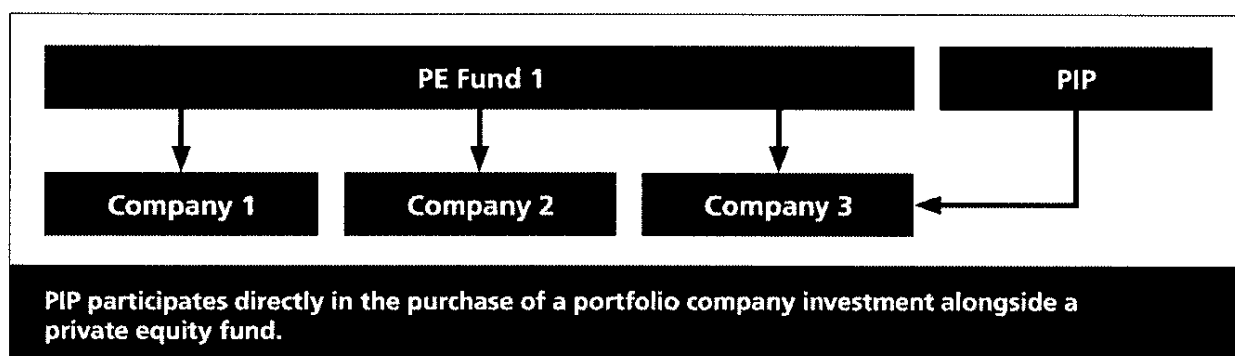 PE Fund 1
PIP
Company 1
Company 2
Company 3
PIP participates directly in the purchase of a portfolio company investment alongside a
private equity fund.